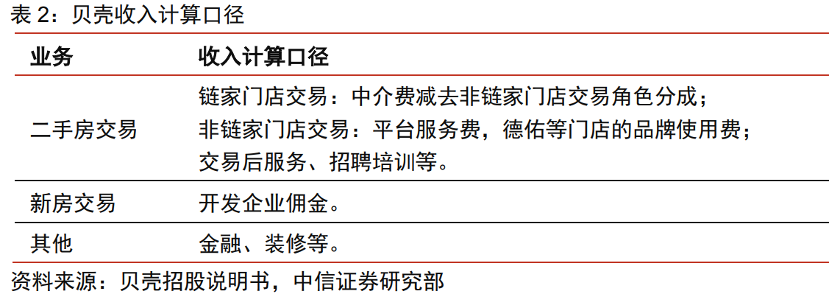 表 2：贝壳收入计算口径
业务 收入计算口径
链家门店交易：中介费减去非链家门店交易角色分成；
二手房交易 非链家门店交易：平台服务费，德佑等门店的品牌使用费；
交易后服务、招聘培训等。
新房交易 开发企业佣金。
其他 金融、装修等。
资料来源：贝壳招股说明书，中信证券研究部